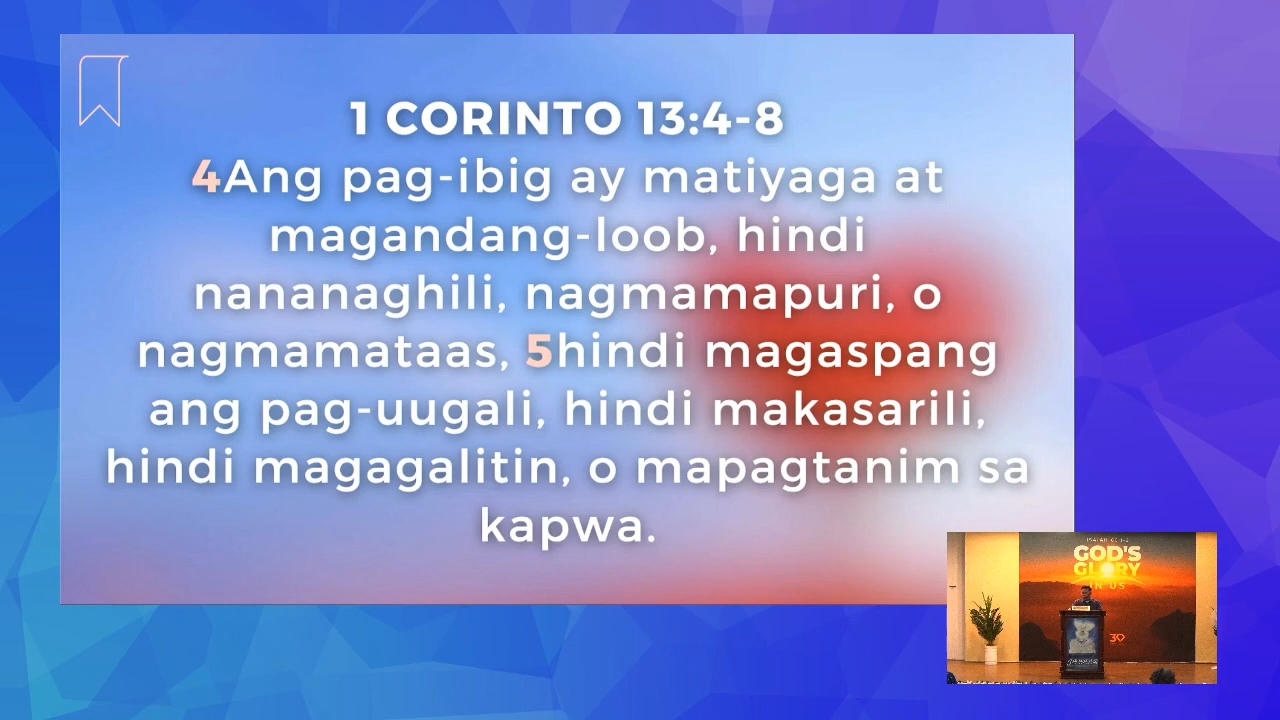 1 CORINTO 13:4-8
4Ang pag-ibig ay matiyaga at
magandang-loob, hindi
nananaghili, nagmamapuri, o
nagmamataas, 5hindi magaspang
ang pag-uugali, hindi makasarili,
hindi magagalitin, o mapagtanim sa
kapwa.
GOD'S
GLORY
IN US